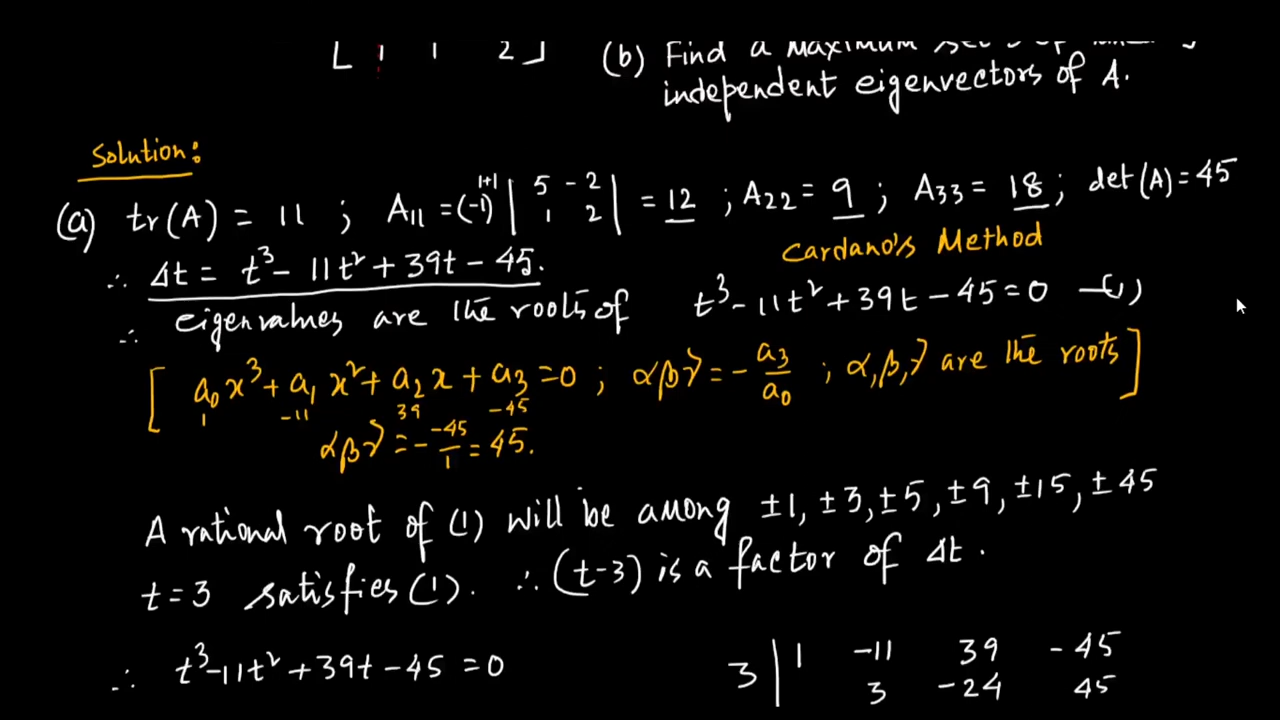 1 1 2 ]
(b) Find a maximum
independent eigenvectors of A.
Solution:
(a) tr(A) = 11 ; A₁₁ = (-1)¹⁺¹ | 5 -2 | = 12 ; A₂₂ = 9 ; A₃₃ = 18 ; det(A) = 45
1 2
Cardano's Method
∴ Δt = t³ - 11t² + 39t - 45.
∴ eigenvalues are the roots of t³ - 11t² + 39t - 45 = 0 —(1)
[ a₀x³ + a₁x² + a₂x + a₃ = 0 ; αβγ = - a₃/a₀ ; α,β,γ are the roots ]
1 -11 39 -45
αβγ = - -45/1 = 45.
A rational root of (1) will be among ±1, ±3, ±5, ±9, ±15, ±45
t = 3 satisfies (1). ∴ (t-3) is a factor of Δt.
∴ t³ - 11t² + 39t - 45 = 0
3 | 1 -11 39 -45
3 -24 45